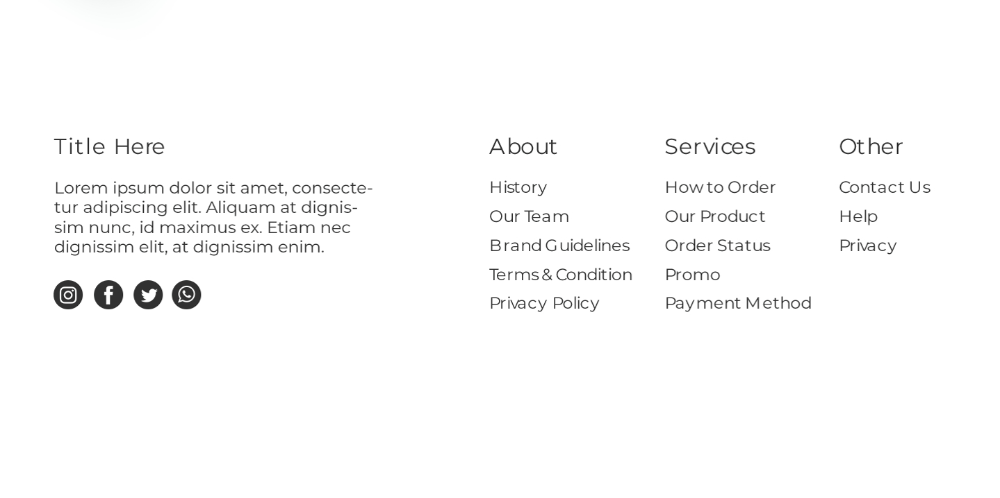 Title Here
Lorem ipsum dolor sit amet, consecte-
tur adipiscing elit. Aliquam at dignis-
sim nunc, id maximus ex. Etiam nec
dignissim elit, at dignissim enim.
About
History
Our Team
Brand Guidelines
Terms & Condition
Privacy Policy
Services
How to Order
Our Product
Order Status
Promo
Payment Method
Other
Contact Us
Help
Privacy